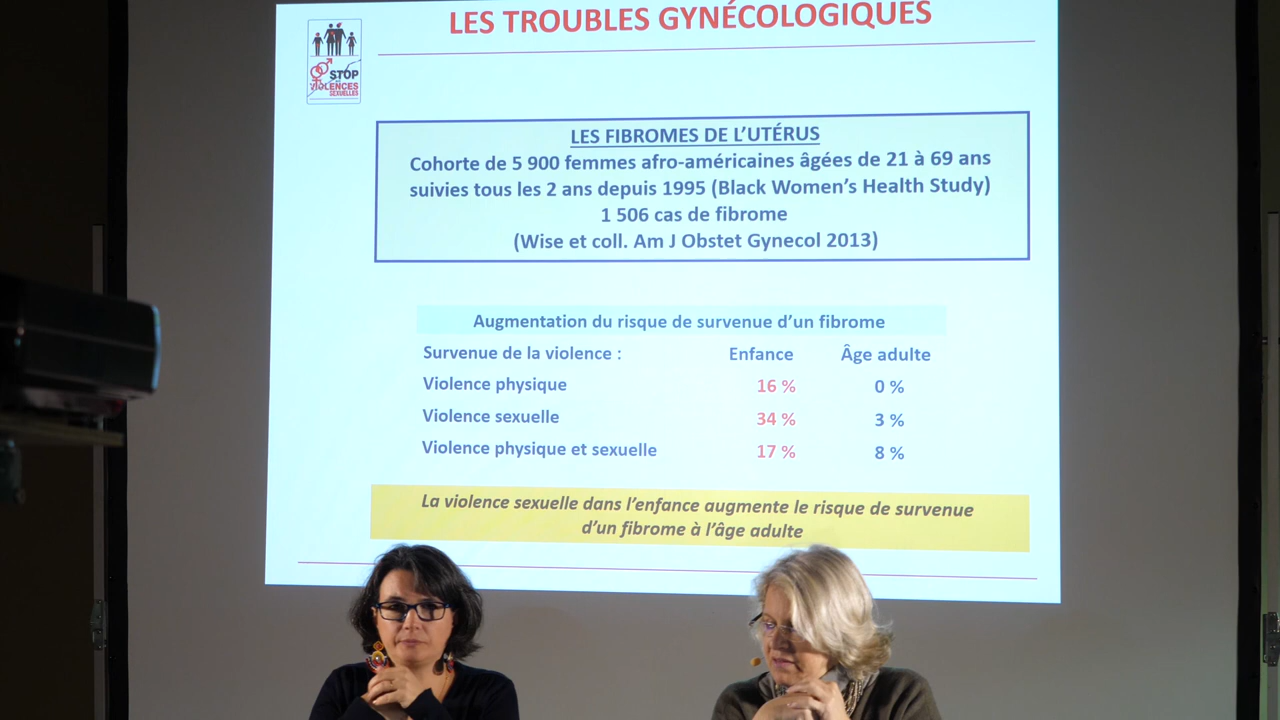 LES TROUBLES GYNÉCOLOGIQUES
STOP
AUX
VIOLENCES
SEXUELLES
LES FIBROMES DE L'UTÉRUS
Cohorte de 5 900 femmes afro-américaines âgées de 21 à 69 ans
suivies tous les 2 ans depuis 1995 (Black Women's Health Study)
1 506 cas de fibrome
(Wise et coll. Am J Obstet Gynecol 2013)
Augmentation du risque de survenue d'un fibrome
Survenue de la violence : Enfance Âge adulte
Violence physique 16 % 0 %
Violence sexuelle 34 % 3 %
Violence physique et sexuelle 17 % 8 %
La violence sexuelle dans l'enfance augmente le risque de survenue
d'un fibrome à l'âge adulte